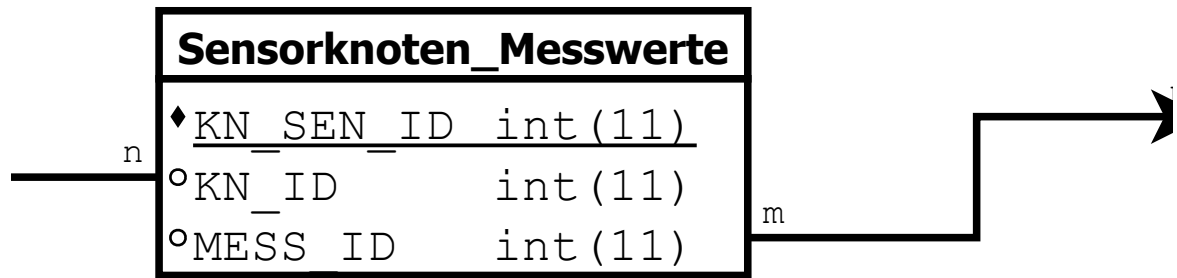 Sensorknoten_Messwerte
KN_SEN_ID int(11)
n
KN_ID int(11)
m
MESS_ID int(11)